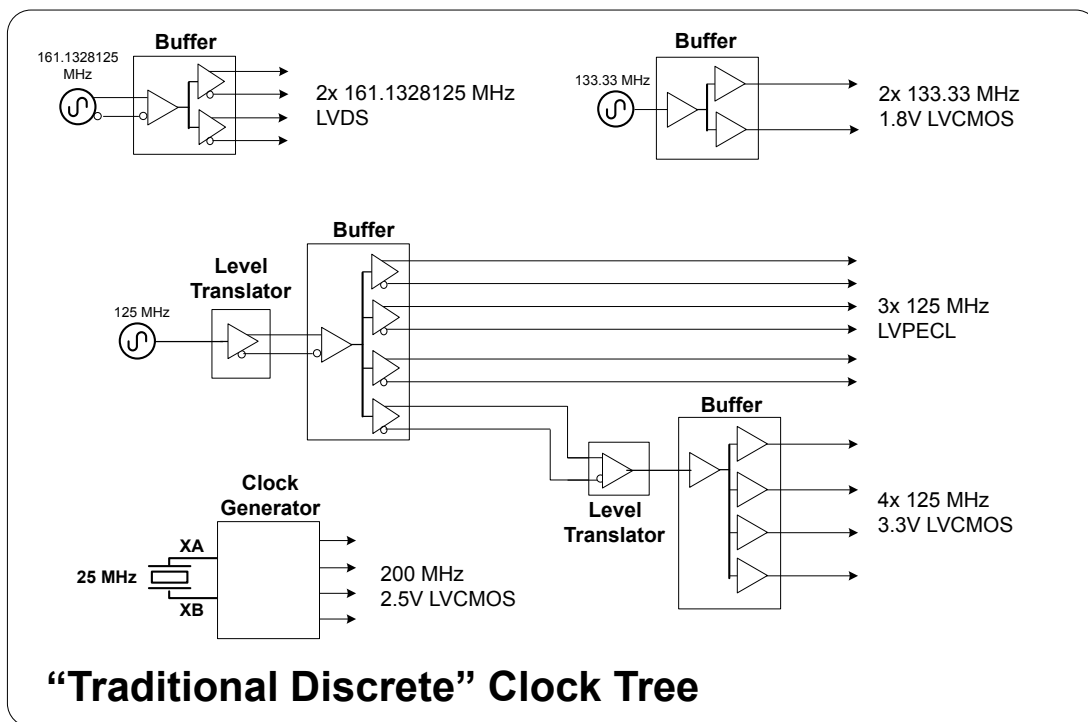 Buffer
161.1328125
MHz
2x 161.1328125 MHz
LVDS
Buffer
133.33 MHz
2x 133.33 MHz
1.8V LVCMOS
Buffer
Level
Translator
125 MHz
3x 125 MHz
LVPECL
Buffer
Level
Translator
4x 125 MHz
3.3V LVCMOS
Clock
Generator
XA
25 MHz
XB
200 MHz
2.5V LVCMOS
“Traditional Discrete” Clock Tree